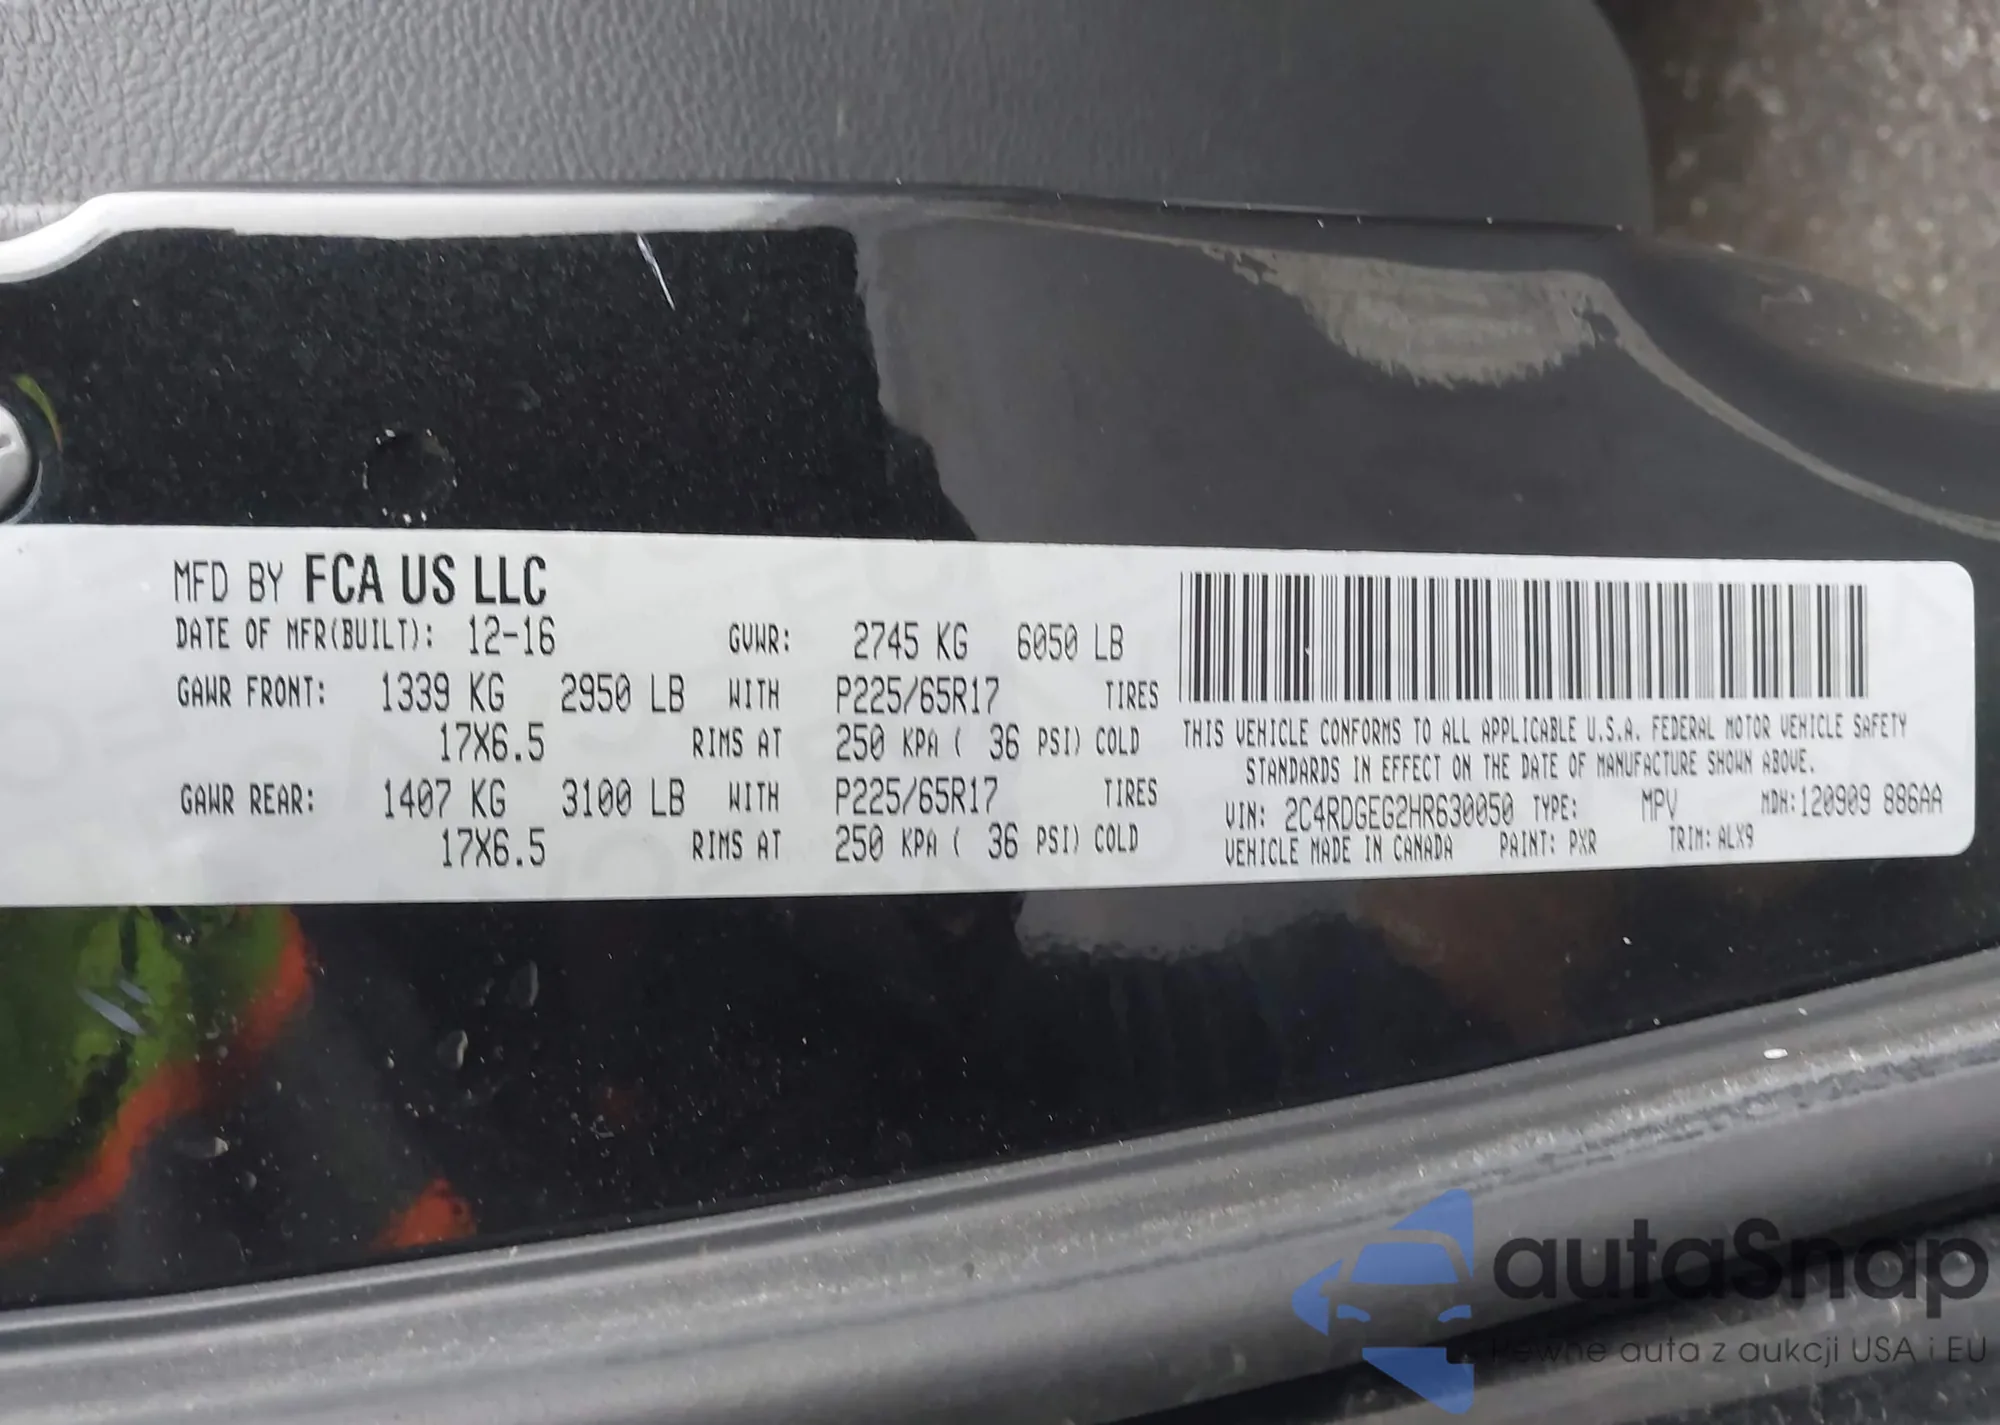 MFD BY FCA US LLC
DATE OF MFR(BUILT): 12-16 GVWR: 2745 KG 6050 LB
GAWR FRONT: 1339 KG 2950 LB WITH P225/65R17 TIRES
17X6.5 RIMS AT 250 KPA ( 36 PSI) COLD
GAWR REAR: 1407 KG 3100 LB WITH P225/65R17 TIRES
17X6.5 RIMS AT 250 KPA ( 36 PSI) COLD
THIS VEHICLE CONFORMS TO ALL APPLICABLE U.S.A. FEDERAL MOTOR VEHICLE SAFETY
STANDARDS IN EFFECT ON THE DATE OF MANUFACTURE SHOWN ABOVE.
VIN: 2C4RDGEG2HR630050 TYPE: MPV MDH: 120909 886AA
VEHICLE MADE IN CANADA PAINT: PXR TRIM: ALX9
autaSnap
Pewne auta z aukcji USA i EU